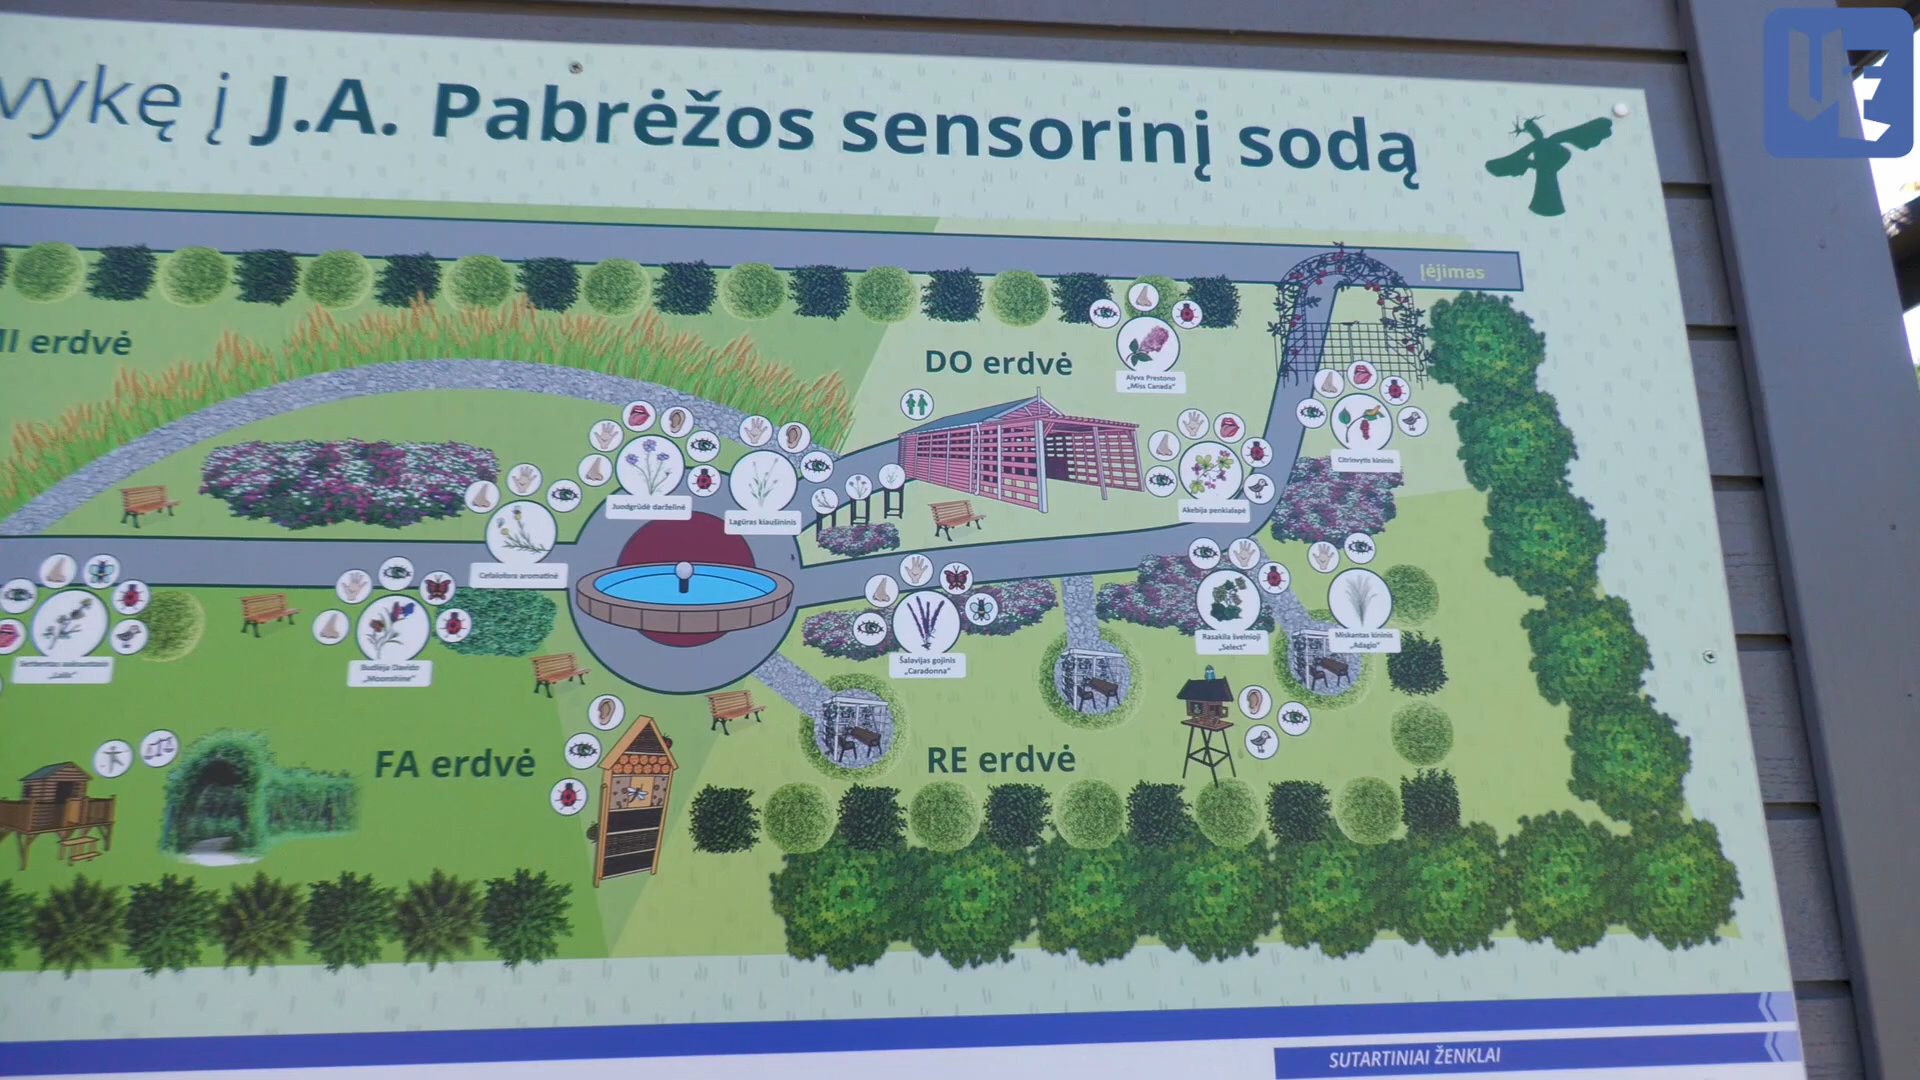 vykę į J.A. Pabrėžos sensorinį sodą
Įėjimas
MI erdvė
DO erdvė
Alyva Prestono
„Miss Canada“
Citrinvytis kininis
Akebija penkialapė
Juodgrūdė darželinė
Lagūras kiaušininis
Cefalofora aromatinė
Budlėja Davido
„Moonshine“
Šalavijas gojinis
„Caradonna“
Rasakila švelnioji
„Select“
Miskantas kininis
„Adagio“
FA erdvė
RE erdvė
SUTARTINIAI ŽENKLAI